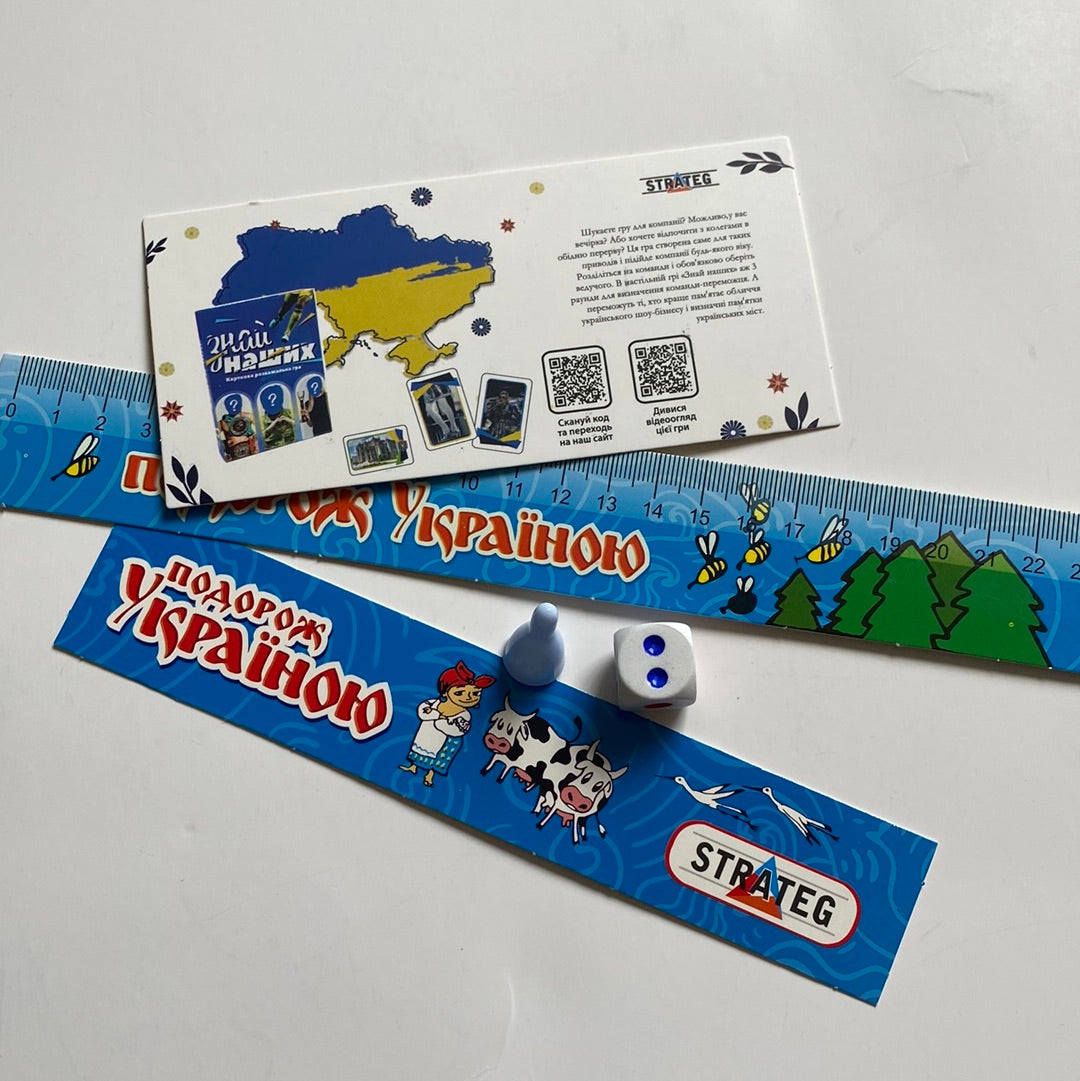 STRATEG
Шукаєте гру для компанії? Можливо,у вас
вечірка? Або хочете відпочити з колегами в
обідню перерву? Ця гра створена саме для таких
приводів і підійде компанії будь-якого віку.
Розділіться на команди і обов'язково оберіть
ведучого. В настільній грі «Знай наших» аж 3
раунди для визначення команди-переможця. А
переможуть ті, хто краще пам'ятає обличчя
українського шоу-бізнесу і визначні пам'ятки
українських міст.
Знай
наших
Карткова розважальна гра
? ? ?
Скануй код
та переходь
на наш сайт
Дивися
відеоогляд
цієї гри
0 1 2 3 10 11 12 13 14 15 16 17 18 19 20 21 22
Україною
ПОДОРОЖ
Україною
STRATEG